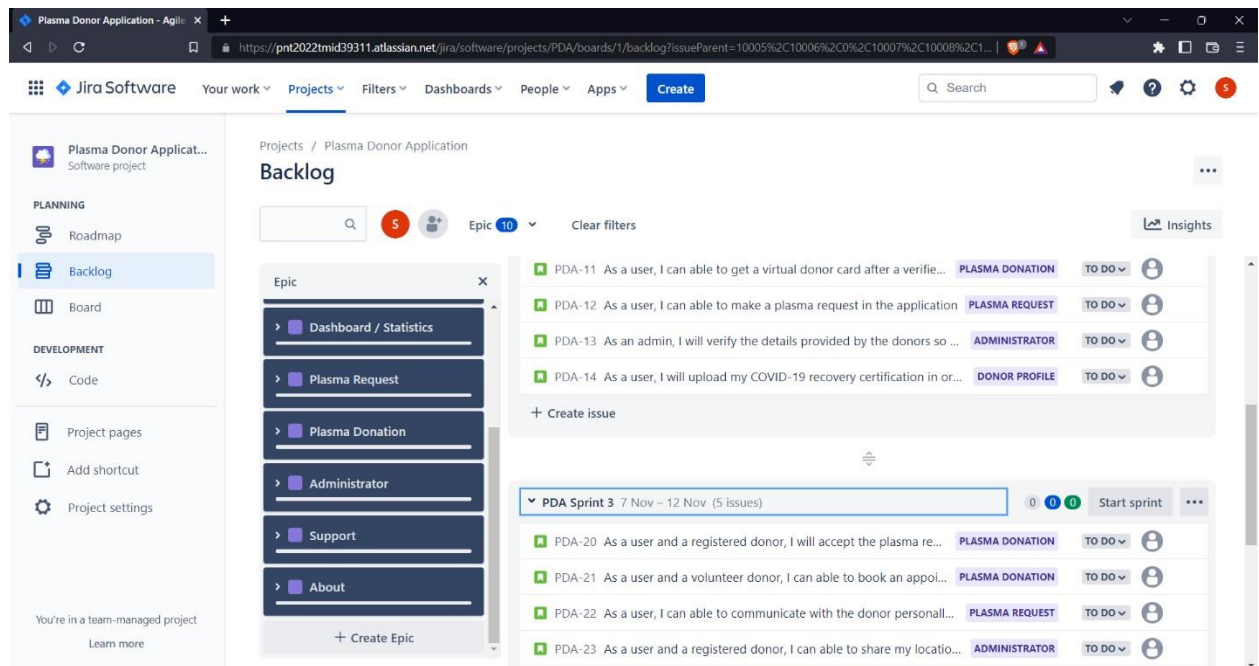 Plasma Donor Application - Agile
https://pnt2022tmid39311.atlassian.net/jira/software/projects/PDA/boards/1/backlog?issueParent=10005%2C10006%2C0%2C10007%2C10008%2C1...
Jira Software Your work Projects Filters Dashboards People Apps Create Search S
Plasma Donor Applicat...
Software project
PLANNING
Roadmap
Backlog
Board
DEVELOPMENT
Code
Project pages
Add shortcut
Project settings
You're in a team-managed project
Learn more
Projects / Plasma Donor Application
Backlog
S Epic 10 Clear filters Insights
Epic
Dashboard / Statistics
Plasma Request
Plasma Donation
Administrator
Support
About
+ Create Epic
PDA-11 As a user, I can able to get a virtual donor card after a verifie... PLASMA DONATION TO DO
PDA-12 As a user, I can able to make a plasma request in the application PLASMA REQUEST TO DO
PDA-13 As an admin, I will verify the details provided by the donors so ... ADMINISTRATOR TO DO
PDA-14 As a user, I will upload my COVID-19 recovery certification in or... DONOR PROFILE TO DO
+ Create issue
PDA Sprint 3 7 Nov – 12 Nov (5 issues) 0 0 0 Start sprint
PDA-20 As a user and a registered donor, I will accept the plasma re... PLASMA DONATION TO DO
PDA-21 As a user and a volunteer donor, I can able to book an appoi... PLASMA DONATION TO DO
PDA-22 As a user, I can able to communicate with the donor personall... PLASMA REQUEST TO DO
PDA-23 As a user and a registered donor, I can able to share my locatio... ADMINISTRATOR TO DO